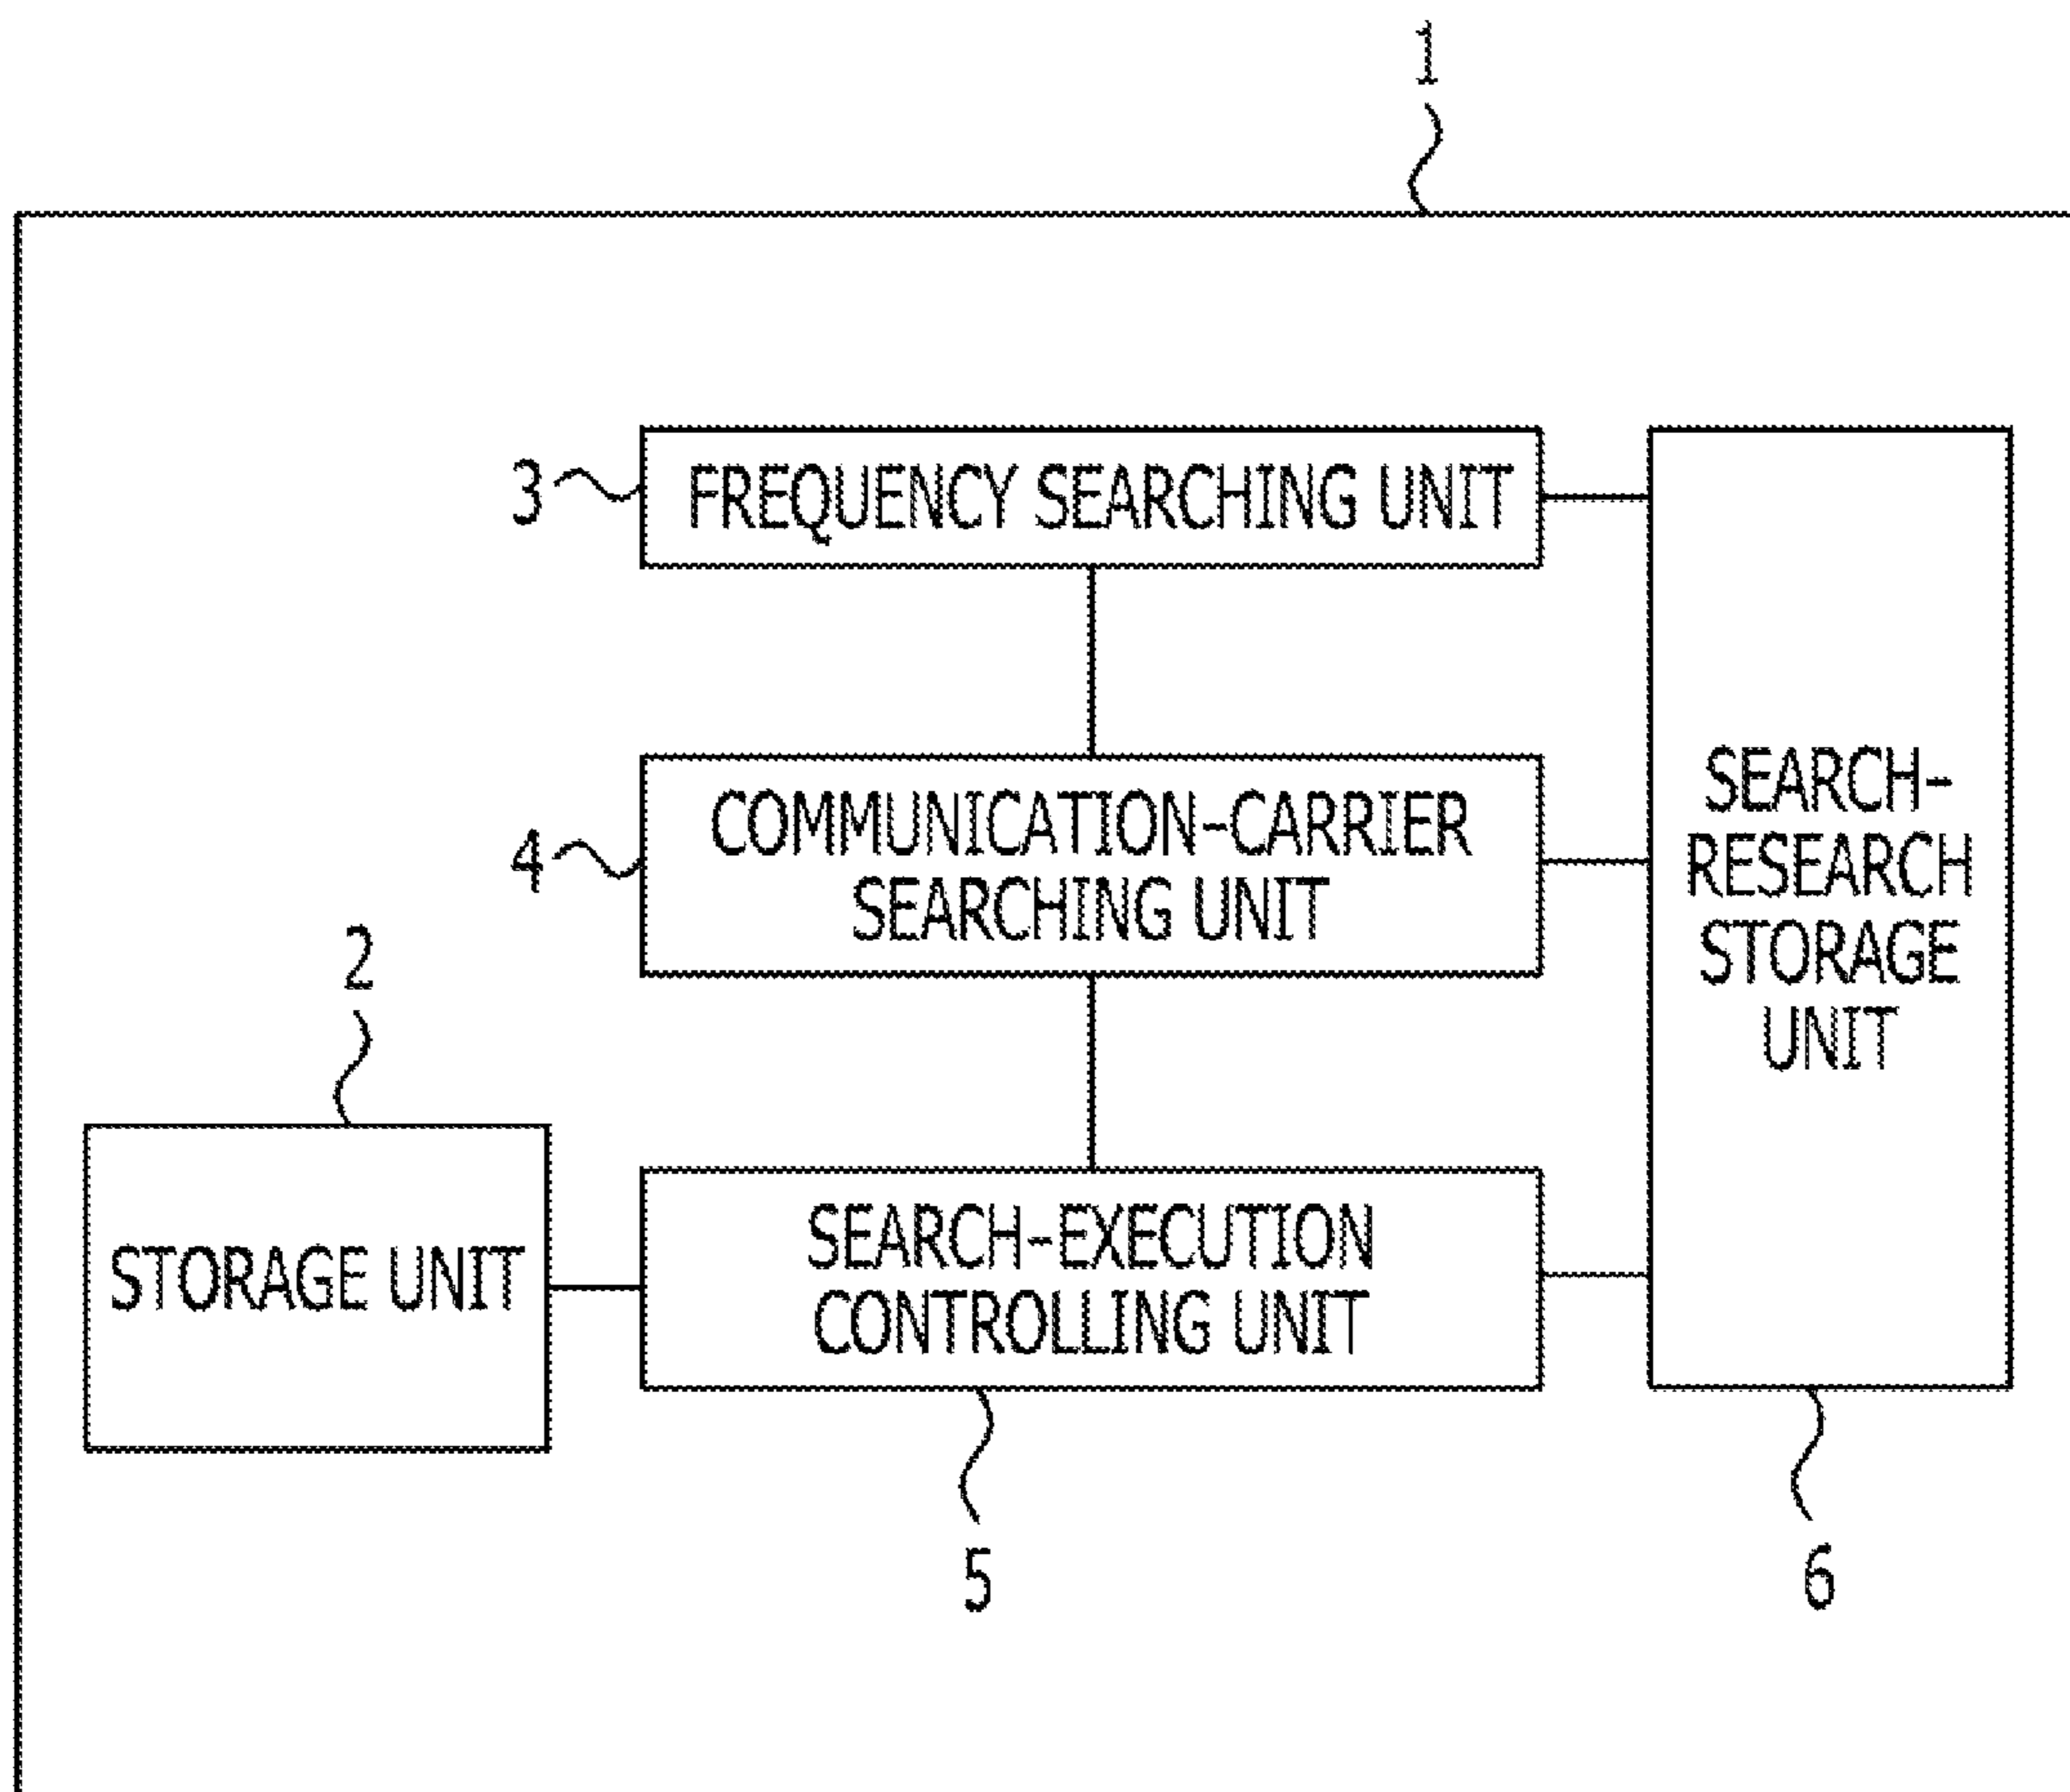 1
3
FREQUENCY SEARCHING UNIT
4
COMMUNICATION-CARRIER
SEARCHING UNIT
SEARCH-
RESEARCH
STORAGE
UNIT
2
STORAGE UNIT
SEARCH-EXECUTION
CONTROLLING UNIT
5
6